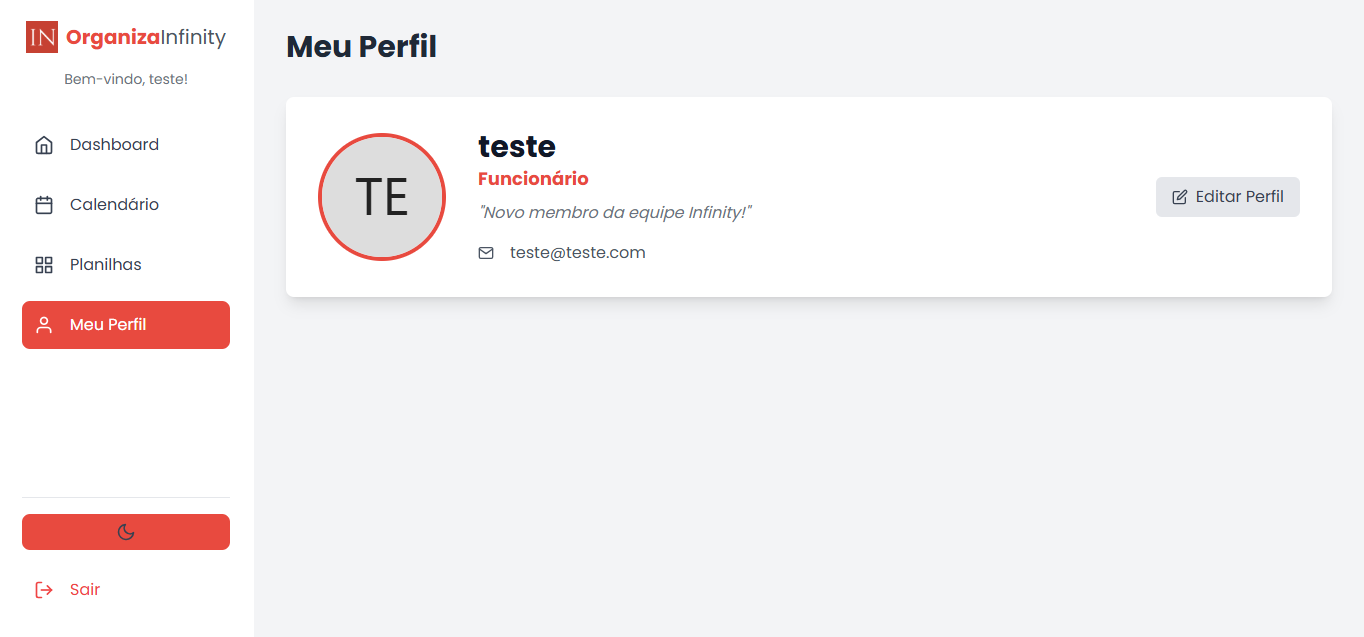 IN OrganizaInfinity
Bem-vindo, teste!
Dashboard
Calendário
Planilhas
Meu Perfil
Sair
Meu Perfil
TE
teste
Funcionário
"Novo membro da equipe Infinity!"
teste@teste.com
Editar Perfil